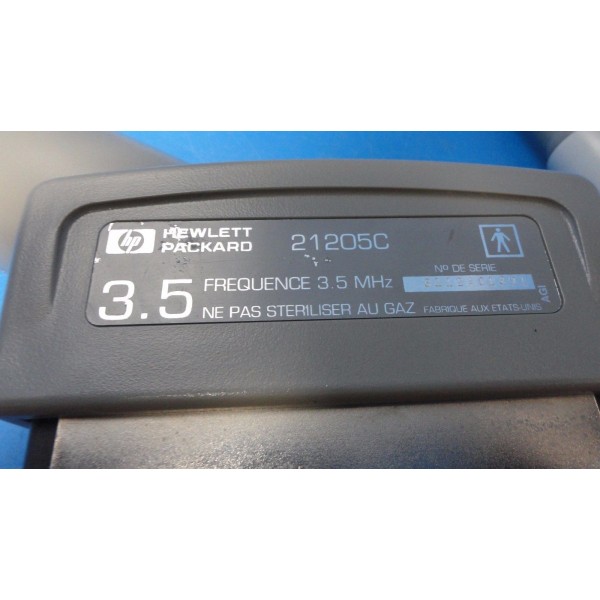 hp HEWLETT
PACKARD
21205C
3.5 FREQUENCE 3.5 MHz
Nº DE SERIE
NE PAS STERILISER AU GAZ
FABRIQUE AUX ETATS-UNIS
AGI